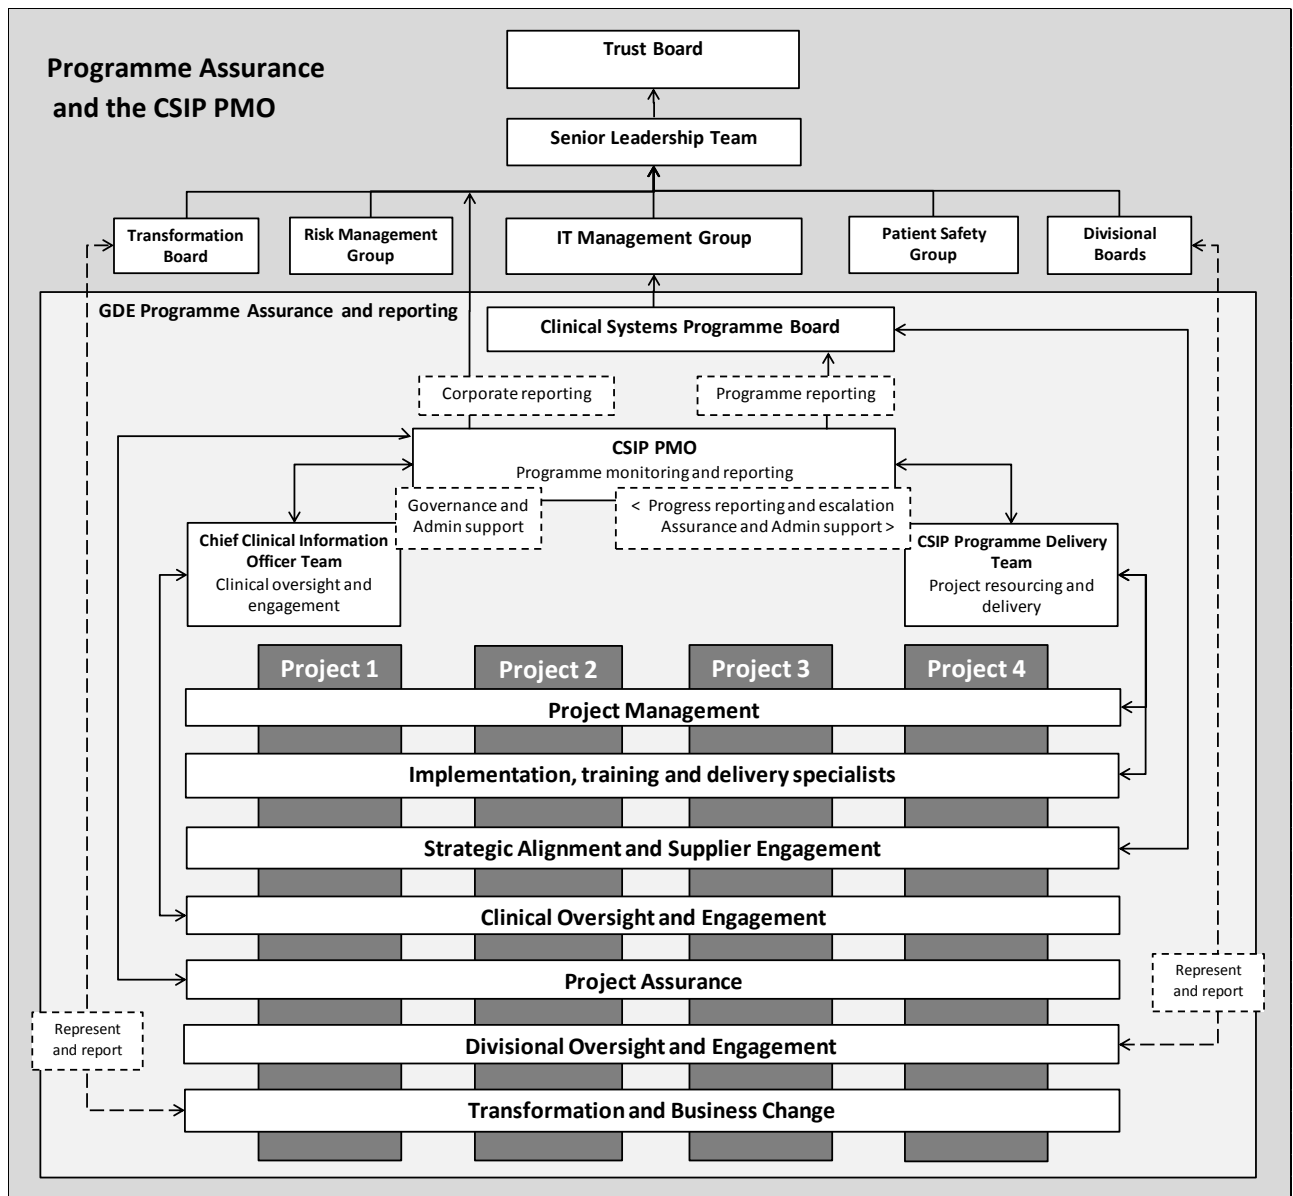 Programme Assurance
and the CSIP PMO
Trust Board
Senior Leadership Team
Transformation
Board
Risk Management
Group
IT Management Group
Patient Safety
Group
Divisional
Boards
GDE Programme Assurance and reporting
Clinical Systems Programme Board
Corporate reporting
Programme reporting
CSIP PMO
Programme monitoring and reporting
Governance and
Admin support
< Progress reporting and escalation
Assurance and Admin support >
Chief Clinical Information
Officer Team
Clinical oversight and
engagement
CSIP Programme Delivery
Team
Project resourcing and
delivery
Project 1
Project 2
Project 3
Project 4
Project Management
Implementation, training and delivery specialists
Strategic Alignment and Supplier Engagement
Clinical Oversight and Engagement
Project Assurance
Represent
and report
Represent
and report
Divisional Oversight and Engagement
Transformation and Business Change